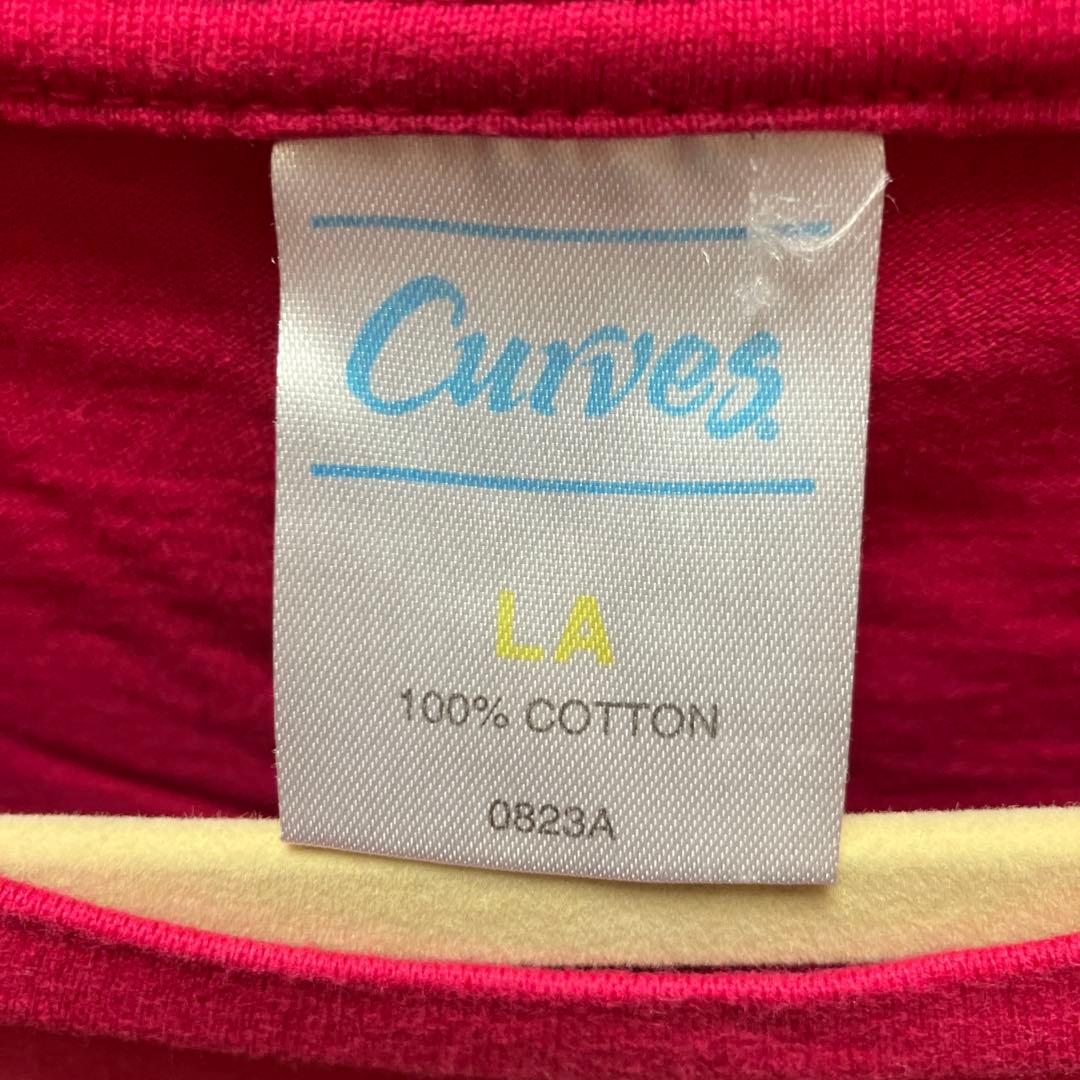 Curves.
LA
100% COTTON
0823A